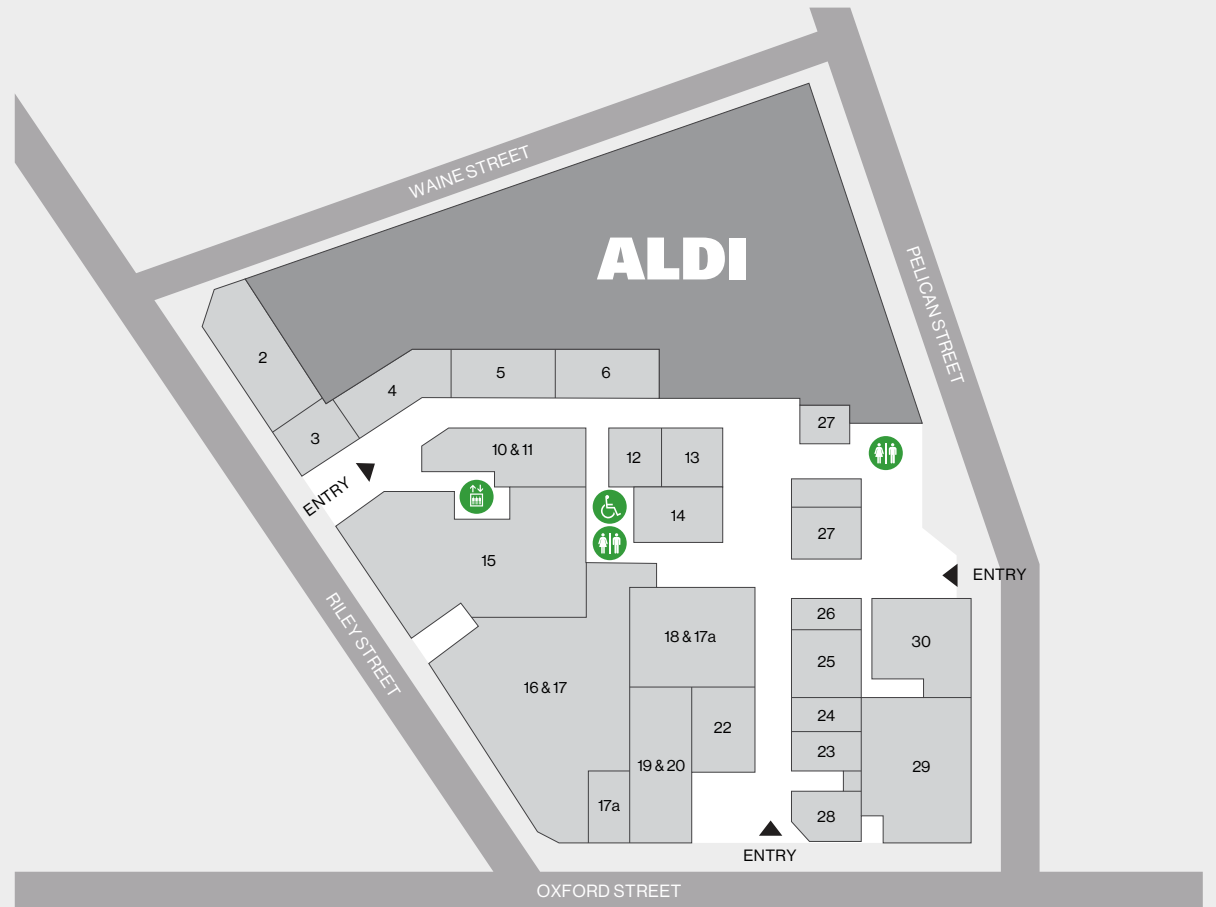 WAINE STREET
ALDI
PELICAN STREET
2
3
4
5
6
27
10 & 11
12
13
14
ENTRY
15
27
ENTRY
RILEY STREET
26
30
18 & 17a
25
16 & 17
24
22
23
19 & 20
29
17a
28
ENTRY
OXFORD STREET